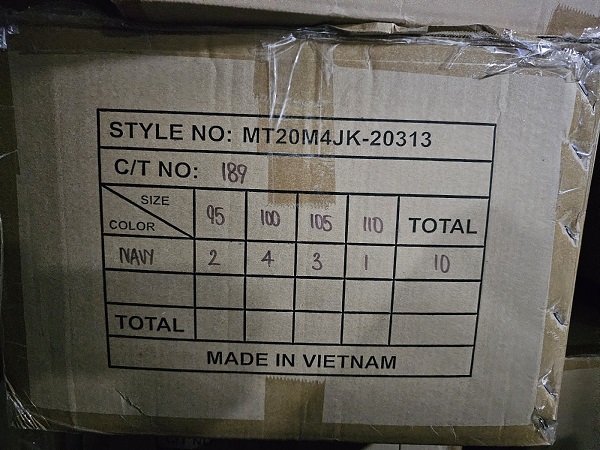 STYLE NO: MT20M4JK-20313
C/T NO: 189
SIZE
COLOR
95 100 105 110 TOTAL
NAVY 2 4 3 1 10
TOTAL
MADE IN VIETNAM
C/T NO